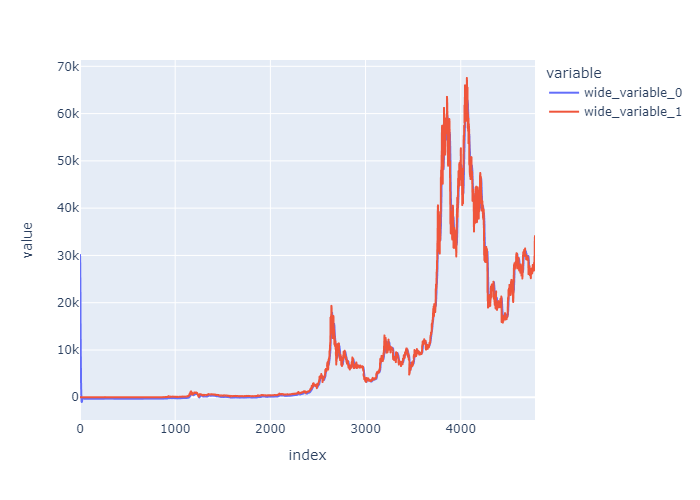 variable
wide_variable_0
wide_variable_1
70k
60k
50k
40k
30k
20k
10k
0
0 1000 2000 3000 4000
value
index